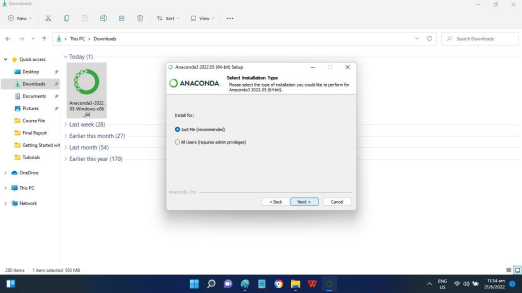 Downloads
New
Sort
View
This PC > Downloads
Search Downloads
Quick access
Desktop
Downloads
Documents
Pictures
Course File
Final Report
Getting Started wit
Tutorials
OneDrive
This PC
Network
Today (1)
Anaconda3-2022.
05-Windows-x86
_64
Last week (28)
Earlier this month (27)
Last month (54)
Earlier this year (170)
Anaconda3 2022.05 (64-bit) Setup
ANACONDA.
Select Installation Type
Please select the type of installation you would like to perform for
Anaconda3 2022.05 (64-bit).
Install for:
Just Me (recommended)
All Users (requires admin privileges)
Anaconda, Inc.
< Back
Next >
Cancel
280 items
1 item selected 593 MB
ENG
US
11:54 am
21/6/2022